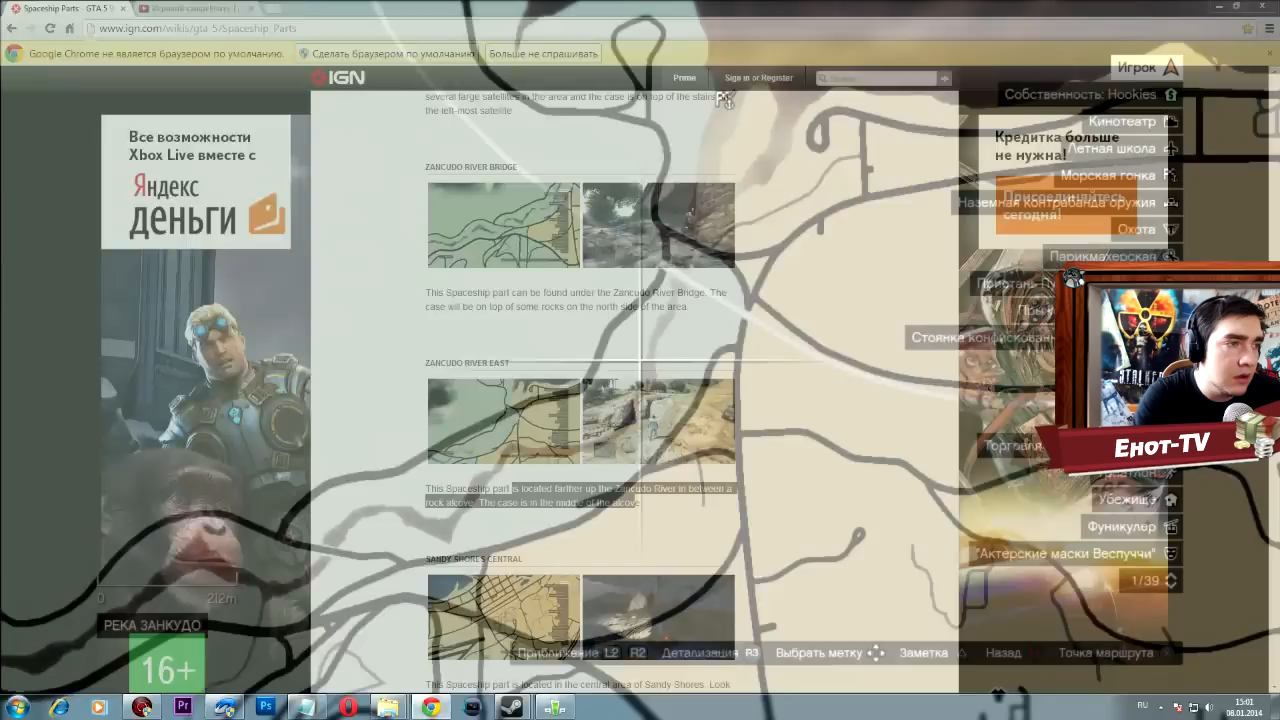 Spaceship Parts - GTA 5
www.ign.com/wikis/gta-5/Spaceship_Parts
Google Chrome не является браузером по умолчанию.
Сделать браузером по умолчанию
Больше не спрашивать
IGN
Prime
Sign in or Register
several large satellites in the area and the case is on top of the stairs
the left-most satellite
Все возможности
Xbox Live вместе с
Яндекс
деньги
ZANCUDO RIVER BRIDGE
This Spaceship part can be found under the Zancudo River Bridge. The
case will be on top of some rocks on the north side of the area.
ZANCUDO RIVER EAST
This Spaceship part is located farther up the Zancudo River in between a
rock alcove. The case is in the middle of the alcove
SANDY SHORES CENTRAL
This Spaceship part is located in the central area of Sandy Shores. Look
Игрок
Собственность: Hookies
Кинотеатр
Кредитка больше
не нужна!
Летная школа
Морская гонка
Присоединяйтесь
сегодня!
Наземная контрабанда оружия
Охота
Парикмахерская
Пристань
Стоянка
S.T.A.L.K.E.R
Енот-TV
Убежище
Фуникулер
"Актерские маски Веспуччи"
1/39
0
212m
РЕКА ЗАНКУДО
16+
Приближение L2 R2 Детализация R3 Выбрать метку Заметка Назад Точка маршрута
RU
15:01
08.01.2014